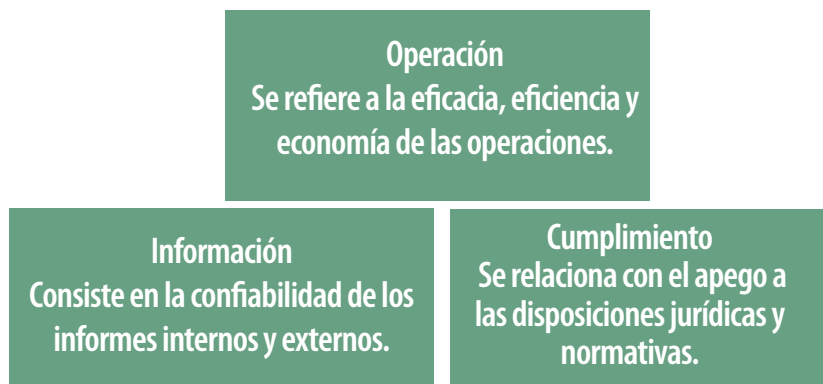 Operación
Se refiere a la eficacia, eficiencia y
economía de las operaciones.
Información
Consiste en la confiabilidad de los
informes internos y externos.
Cumplimiento
Se relaciona con el apego a
las disposiciones jurídicas y
normativas.